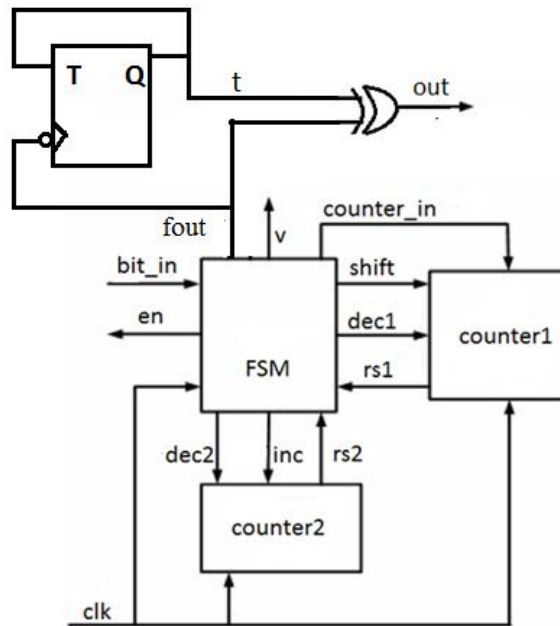 T Q
t
out
fout
v
counter_in
bit_in
shift
en
dec1
counter1
FSM
rs1
dec2
inc
rs2
counter2
clk